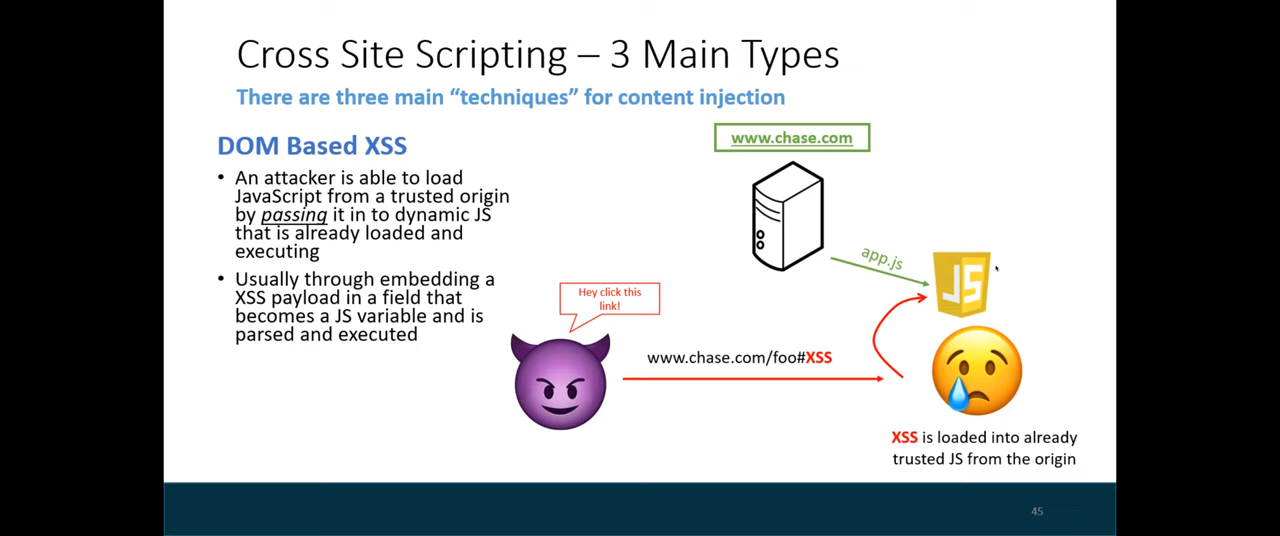 Cross Site Scripting – 3 Main Types
There are three main “techniques” for content injection
DOM Based XSS
• An attacker is able to load
JavaScript from a trusted origin
by passing it in to dynamic JS
that is already loaded and
executing
• Usually through embedding a
XSS payload in a field that
becomes a JS variable and is
parsed and executed
www.chase.com
app.js
JS
Hey click this
link!
www.chase.com/foo#XSS
XSS is loaded into already
trusted JS from the origin
45